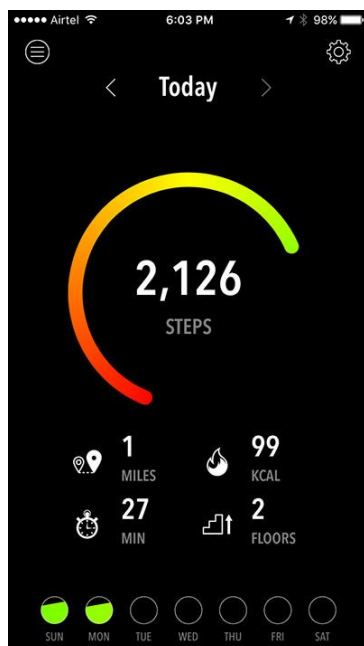 Airtel 6:03 PM 98%
Today
2,126
STEPS
1 99
MILES KCAL
27 2
MIN FLOORS
SUN MON TUE WED THU FRI SAT